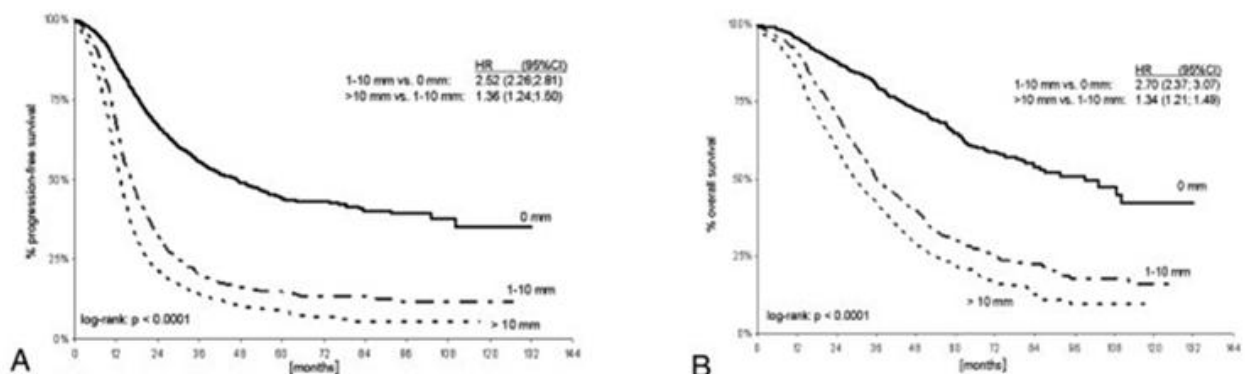 100%
75%
50%
25%
0%
% progression-free survival
HR (95%CI)
1-10 mm vs. 0 mm: 2.52 (2.26;2.81)
>10 mm vs. 1-10 mm: 1.36 (1.24;1.50)
0 mm
1-10 mm
> 10 mm
log-rank: p < 0.0001
0 12 24 36 48 60 72 84 96 108 120 132 144
[months]
A
100%
75%
50%
25%
0%
% overall survival
HR (95%CI)
1-10 mm vs. 0 mm: 2.70 (2.37; 3.07)
>10 mm vs. 1-10 mm: 1.34 (1.21; 1.49)
0 mm
1-10 mm
> 10 mm
log-rank: p < 0.0001
0 12 24 36 48 60 72 84 96 108 120 132 144
[months]
B